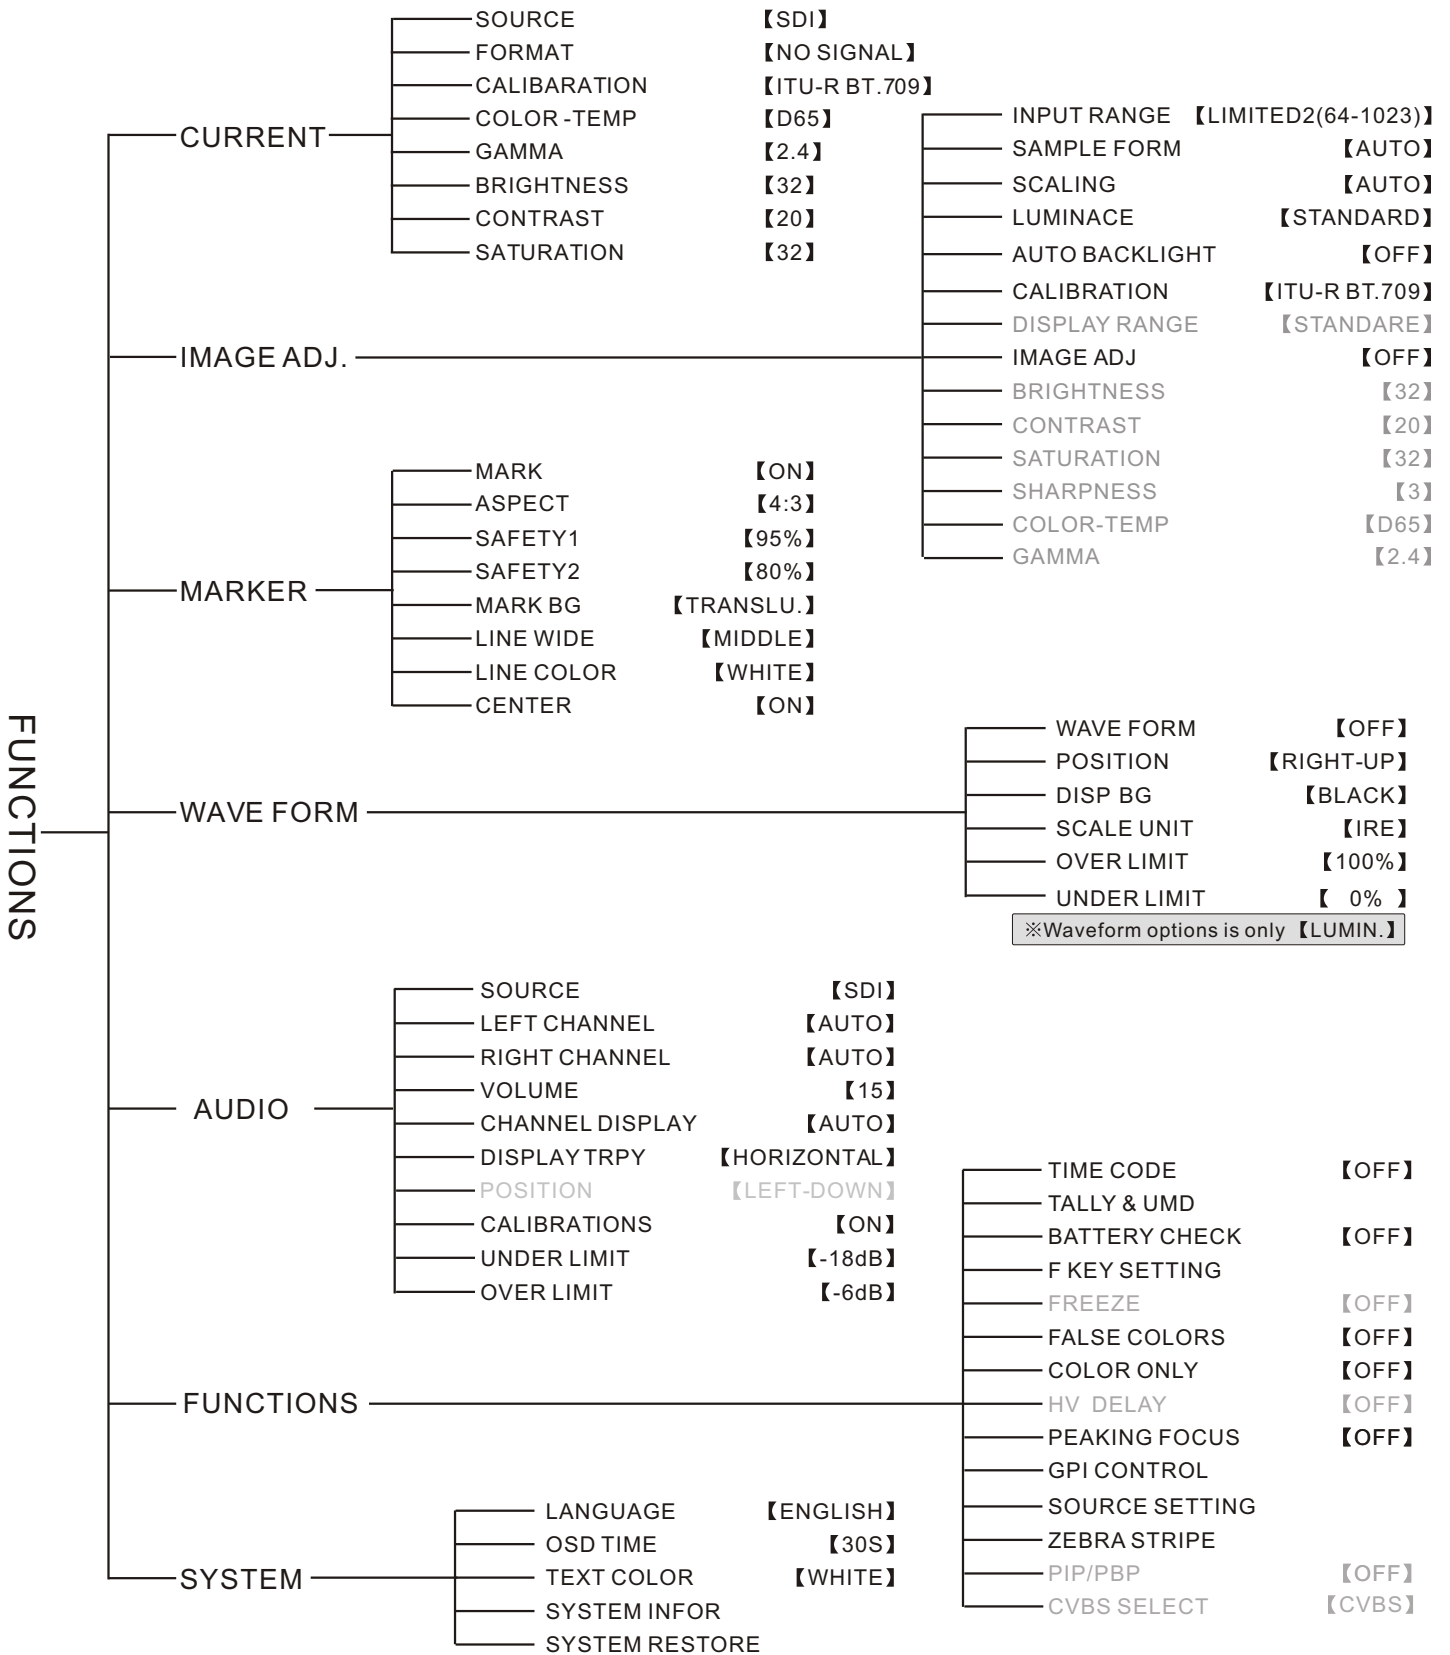 FUNCTIONS
CURRENT
SOURCE 【SDI】
FORMAT 【NO SIGNAL】
CALIBARATION 【ITU-R BT.709】
COLOR -TEMP 【D65】
GAMMA 【2.4】
BRIGHTNESS 【32】
CONTRAST 【20】
SATURATION 【32】
IMAGE ADJ.
INPUT RANGE 【LIMITED2(64-1023)】
SAMPLE FORM 【AUTO】
SCALING 【AUTO】
LUMINACE 【STANDARD】
AUTO BACKLIGHT 【OFF】
CALIBRATION 【ITU-R BT.709】
DISPLAY RANGE 【STANDARE】
IMAGE ADJ 【OFF】
BRIGHTNESS 【32】
CONTRAST 【20】
SATURATION 【32】
SHARPNESS 【3】
COLOR-TEMP 【D65】
GAMMA 【2.4】
MARKER
MARK 【ON】
ASPECT 【4:3】
SAFETY1 【95%】
SAFETY2 【80%】
MARK BG 【TRANSLU.】
LINE WIDE 【MIDDLE】
LINE COLOR 【WHITE】
CENTER 【ON】
WAVE FORM
WAVE FORM 【OFF】
POSITION 【RIGHT-UP】
DISP BG 【BLACK】
SCALE UNIT 【IRE】
OVER LIMIT 【100%】
UNDER LIMIT 【 0% 】
※Waveform options is only 【LUMIN.】
AUDIO
SOURCE 【SDI】
LEFT CHANNEL 【AUTO】
RIGHT CHANNEL 【AUTO】
VOLUME 【15】
CHANNEL DISPLAY 【AUTO】
DISPLAY TRPY 【HORIZONTAL】
POSITION 【LEFT-DOWN】
CALIBRATIONS 【ON】
UNDER LIMIT 【-18dB】
OVER LIMIT 【-6dB】
FUNCTIONS
TIME CODE 【OFF】
TALLY & UMD
BATTERY CHECK 【OFF】
F KEY SETTING
FREEZE 【OFF】
FALSE COLORS 【OFF】
COLOR ONLY 【OFF】
HV DELAY 【OFF】
PEAKING FOCUS 【OFF】
GPI CONTROL
SOURCE SETTING
ZEBRA STRIPE
PIP/PBP 【OFF】
CVBS SELECT 【CVBS】
SYSTEM
LANGUAGE 【ENGLISH】
OSD TIME 【30S】
TEXT COLOR 【WHITE】
SYSTEM INFOR
SYSTEM RESTORE